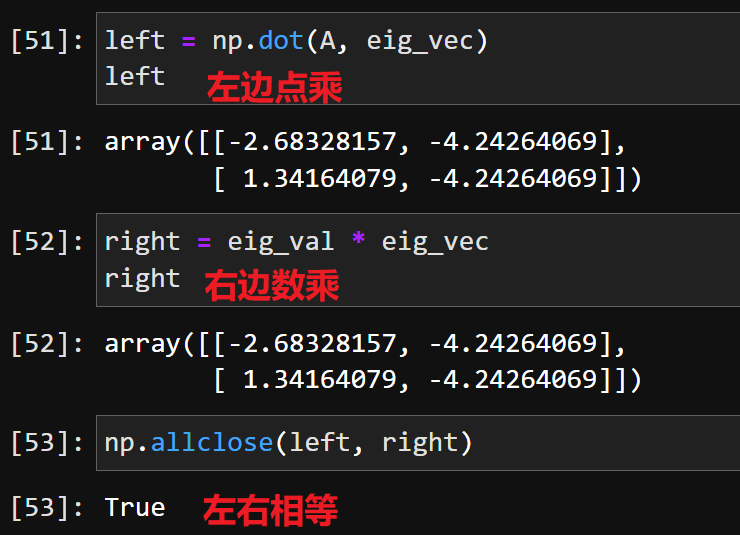 [51]: left = np.dot(A, eig_vec)
left 左边点乘
[51]: array([[-2.68328157, -4.24264069],
[ 1.34164079, -4.24264069]])
[52]: right = eig_val * eig_vec
right 右边数乘
[52]: array([[-2.68328157, -4.24264069],
[ 1.34164079, -4.24264069]])
[53]: np.allclose(left, right)
[53]: True 左右相等